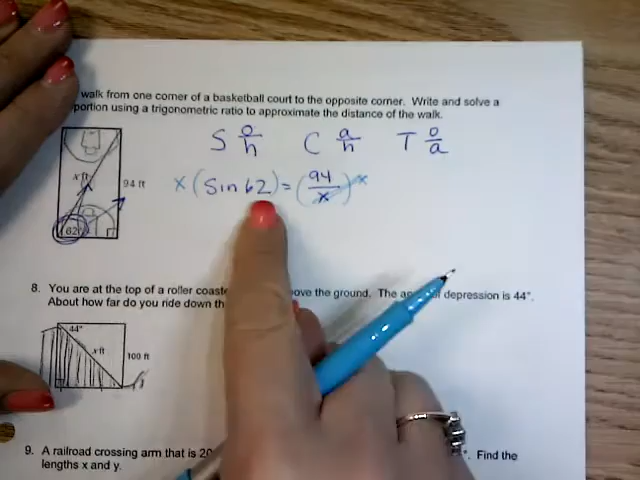 walk from one corner of a basketball court to the opposite corner. Write and solve a
portion using a trigonometric ratio to approximate the distance of the walk.
S o/h C a/h T o/a
x ft
94 ft
62°
x (sin 62) = (94/x) x
8. You are at the top of a roller coaste ove the ground. The an of depression is 44°.
About how far do you ride down th
44°
x ft
100 ft
9. A railroad crossing arm that is 20 °. Find the
lengths x and y.